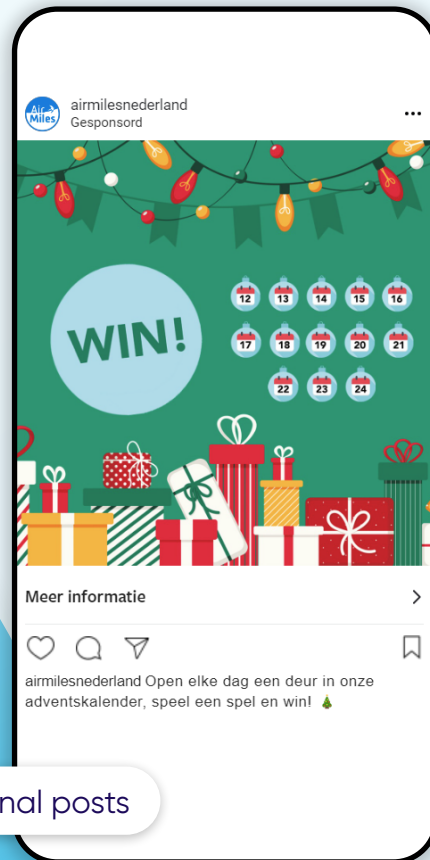 Air
Miles
airmilesnederland
Gesponsord
WIN!
12 13 14 15 16
17 18 19 20 21
22 23 24
Meer informatie
airmilesnederland Open elke dag een deur in onze
adventskalender, speel een spel en win!
nal posts